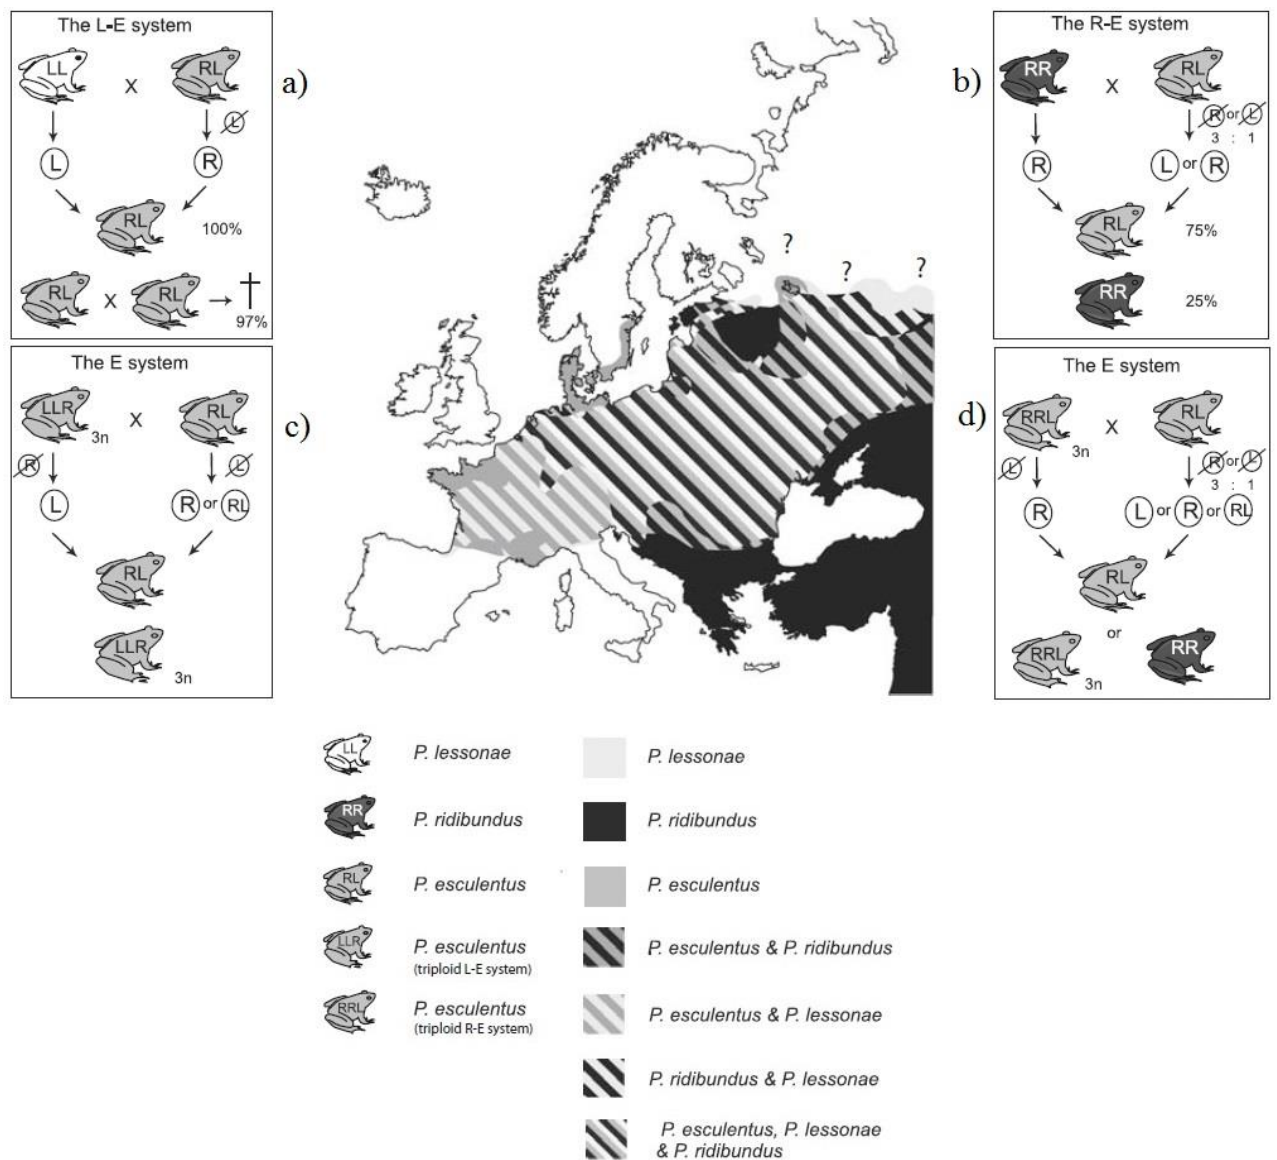 The L-E system
LL
X
RL
a)
L
L
R
RL
100%
RL
X
RL
97%
The R-E system
b)
RR
X
RL
R or L
3 : 1
R
L or R
RL
75%
RR
25%
? ? ?
The E system
c)
LLR
3n
X
RL
R
L
L
R or RL
RL
LLR
3n
The E system
d)
RRL
3n
X
RL
L
R or L
3 : 1
R
L or R or RL
RL
or
RRL
3n
RR
LL P. lessonae
RR P. ridibundus
RL P. esculentus
LLR P. esculentus
(triploid L-E system)
RRL P. esculentus
(triploid R-E system)
P. lessonae
P. ridibundus
P. esculentus
P. esculentus & P. ridibundus
P. esculentus & P. lessonae
P. ridibundus & P. lessonae
P. esculentus, P. lessonae
& P. ridibundus